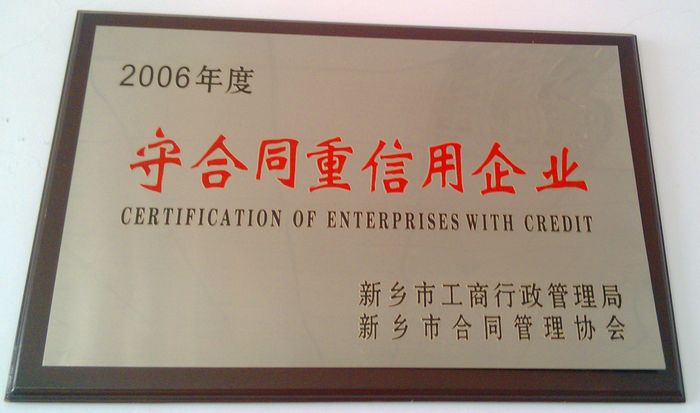 2006年度
守合同重信用企业
CERTIFICATION OF ENTERPRISES WITH CREDIT
新乡市工商行政管理局
新乡市合同管理协会